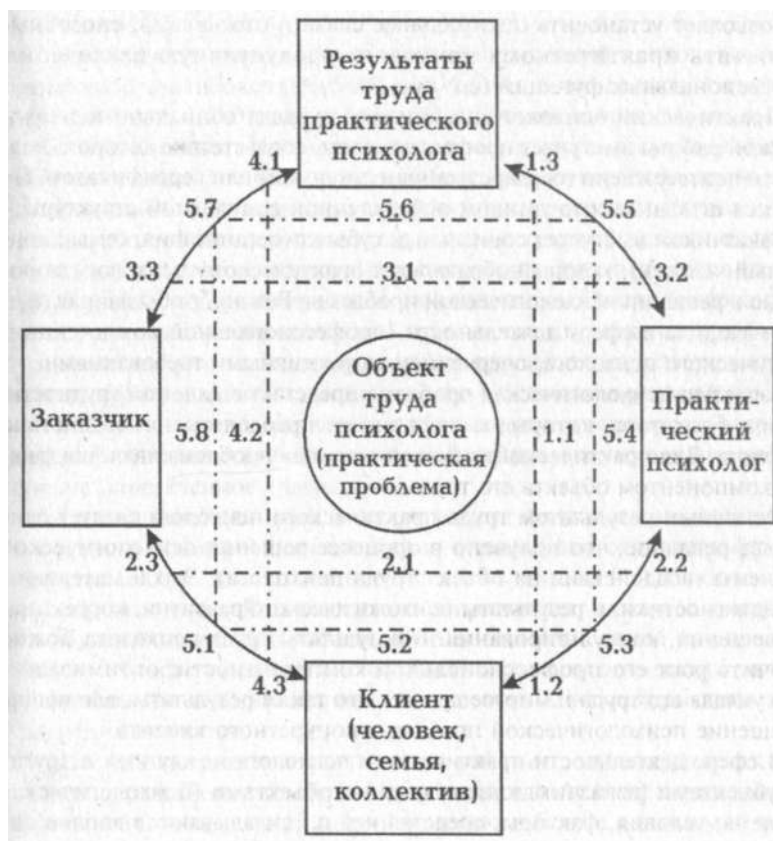 Результаты
труда
практического
психолога
4.1
1.3
5.7
5.6
5.5
3.3
3.1
3.2
Заказчик
Объект
труда
психолога
(практическая
проблема)
Практи-
ческий
психолог
5.8
4.2
1.1
5.4
2.3
2.1
2.2
5.1
5.2
5.3
4.3
1.2
Клиент
(человек,
семья,
коллектив)